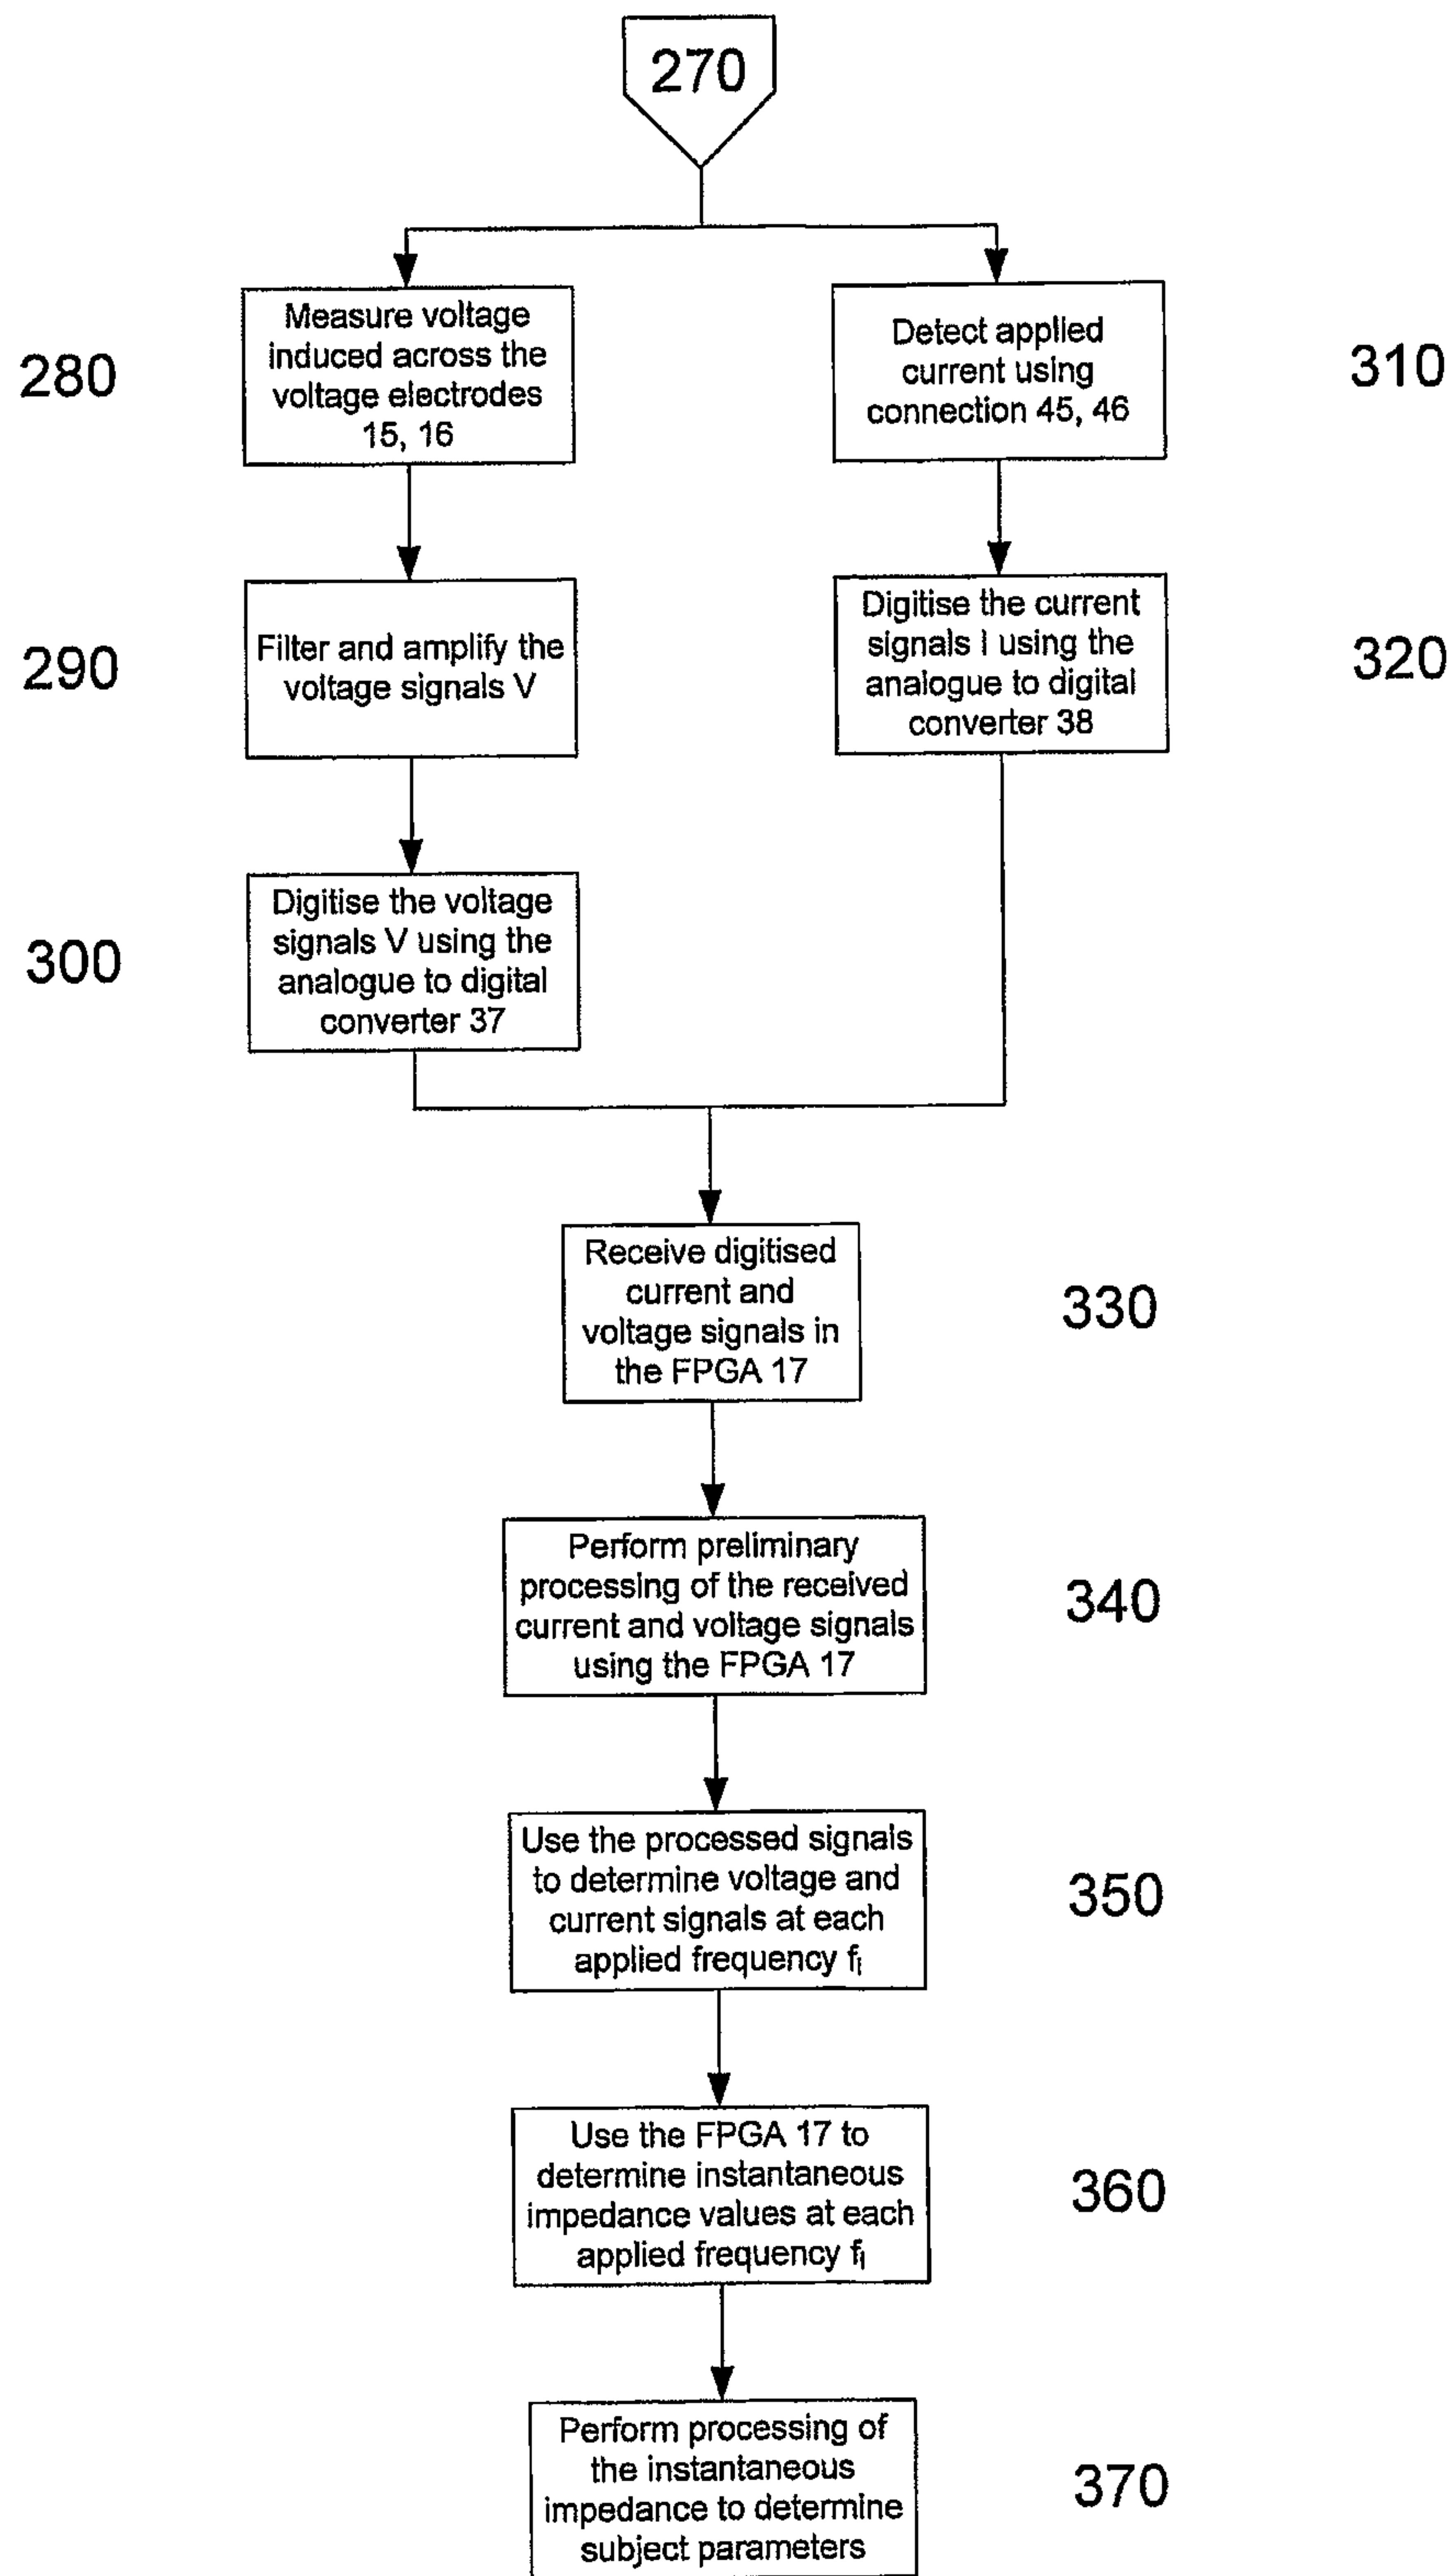 270
280
Measure voltage
induced across the
voltage electrodes
15, 16
Detect applied
current using
connection 45, 46
310
290
Filter and amplify the
voltage signals V
Digitise the current
signals I using the
analogue to digital
converter 38
320
300
Digitise the voltage
signals V using the
analogue to digital
converter 37
Receive digitised
current and
voltage signals in
the FPGA 17
330
Perform preliminary
processing of the received
current and voltage signals
using the FPGA 17
340
Use the processed signals
to determine voltage and
current signals at each
applied frequency fi
350
Use the FPGA 17 to
determine instantaneous
impedance values at each
applied frequency fi
360
Perform processing of
the instantaneous
impedance to determine
subject parameters
370